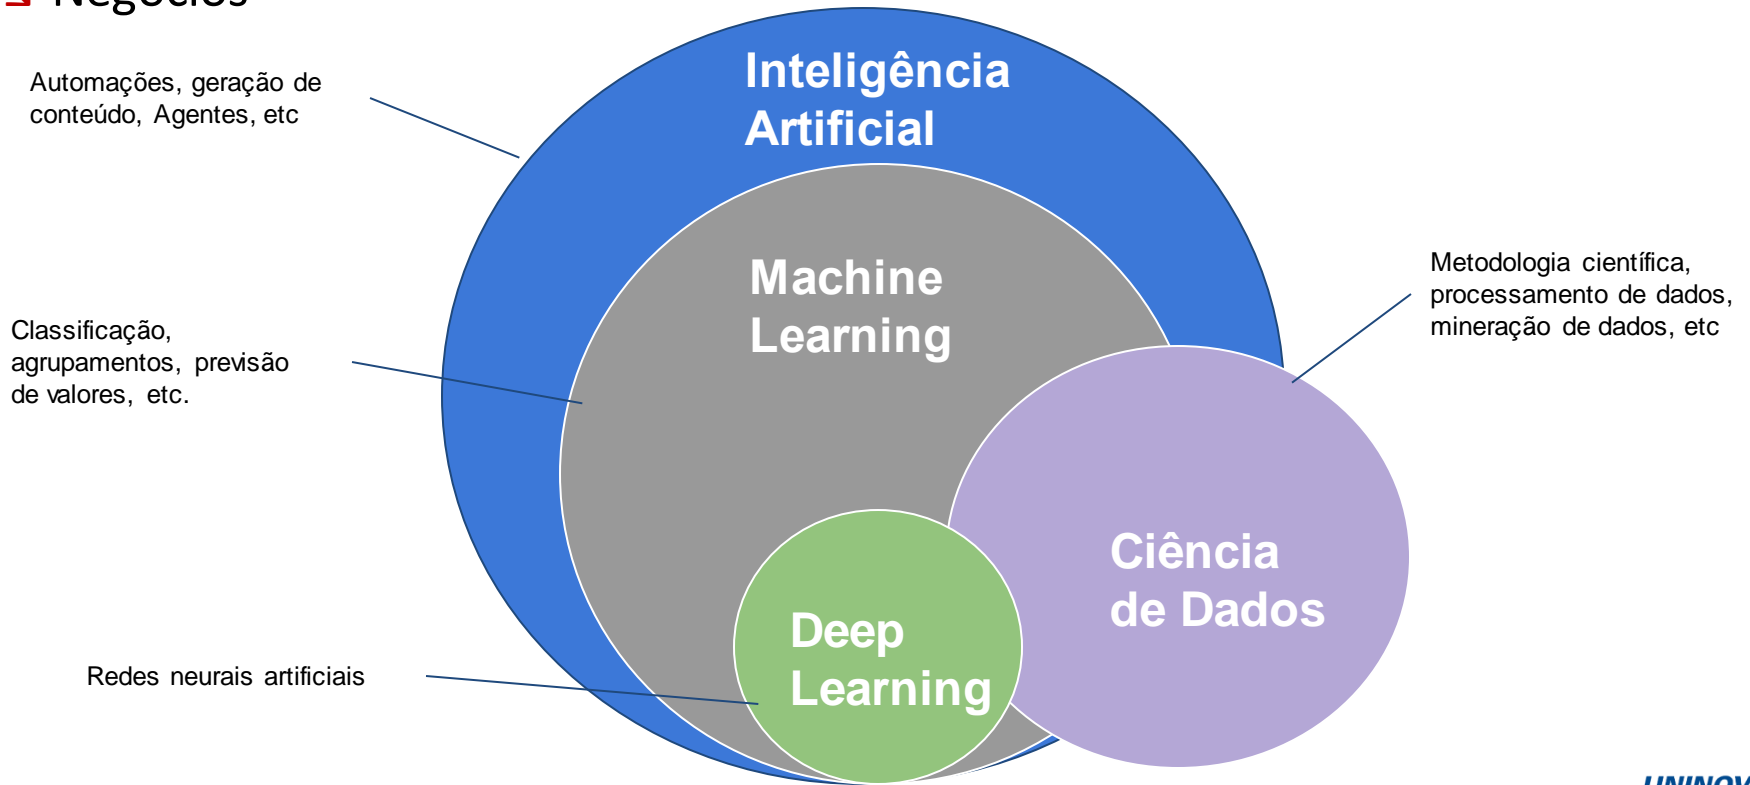 Negócios
Automações, geração de
conteúdo, Agentes, etc
Inteligência
Artificial
Machine
Learning
Metodologia científica,
processamento de dados,
mineração de dados, etc
Classificação,
agrupamentos, previsão
de valores, etc.
Ciência
de Dados
Deep
Learning
Redes neurais artificiais